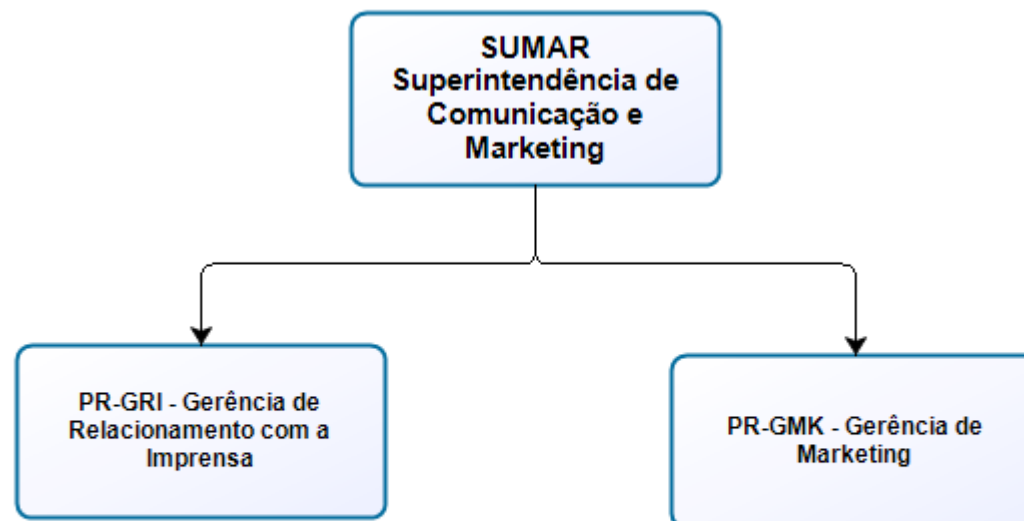 SUMAR
Superintendência de
Comunicação e
Marketing
PR-GRI - Gerência de
Relacionamento com a
Imprensa
PR-GMK - Gerência de
Marketing